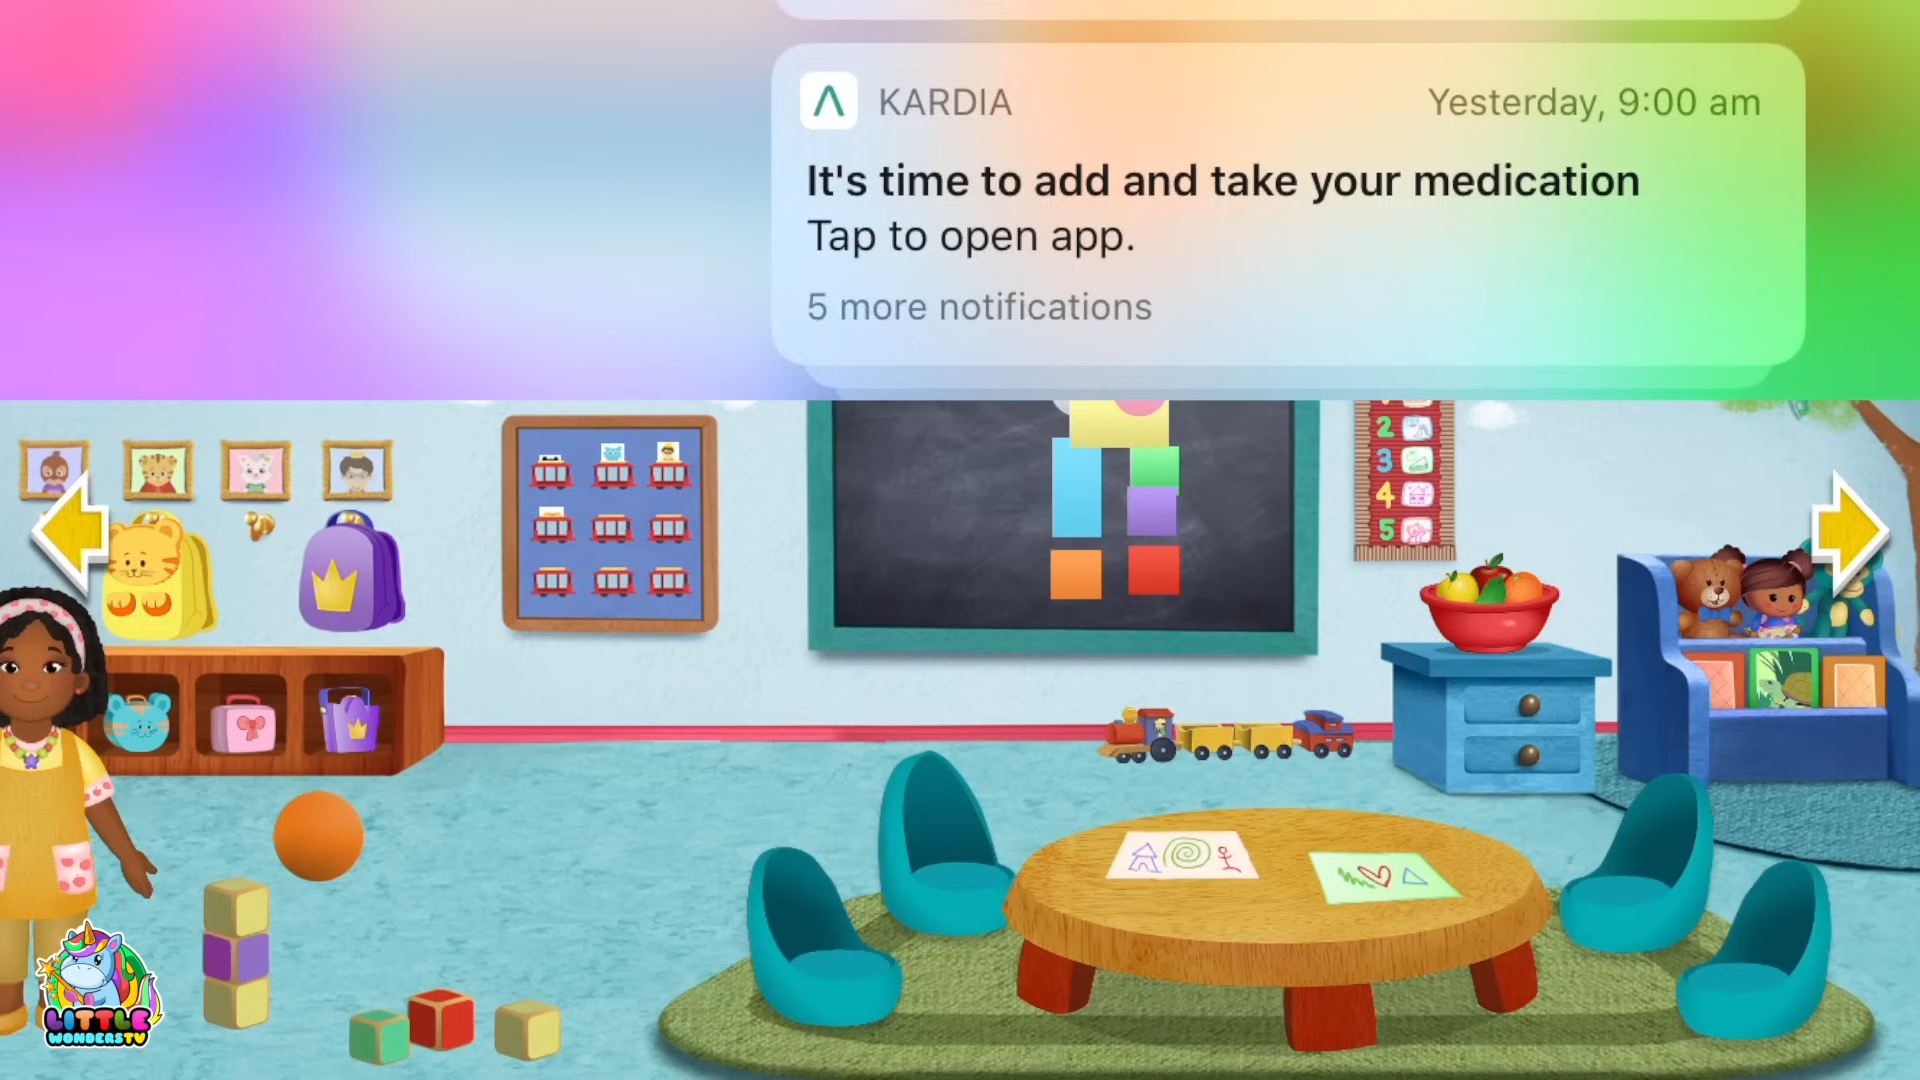 KARDIA
Yesterday, 9:00 am
It's time to add and take your medication
Tap to open app.
5 more notifications
2
3
4
5
LITTLE
WONDERSTV